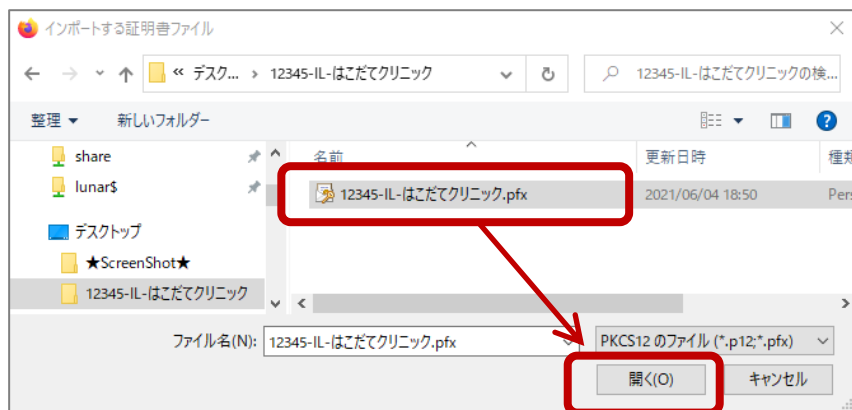 インポートする証明書ファイル
« デスク... › 12345-IL-はこだてクリニック
12345-IL-はこだてクリニックの検...
整理 新しいフォルダー
share
lunar$
デスクトップ
★ScreenShot★
12345-IL-はこだてクリニック
名前 更新日時 種類
12345-IL-はこだてクリニック.pfx 2021/06/04 18:50 Pers
ファイル名(N): 12345-IL-はこだてクリニック.pfx PKCS12 のファイル (*.p12;*.pfx)
開く(O) キャンセル